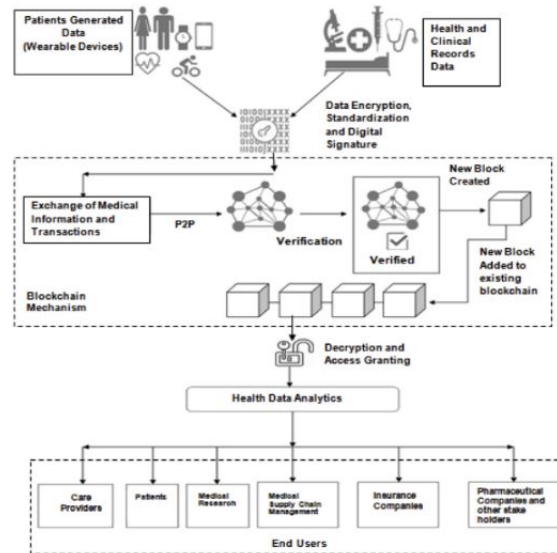 Patients Generated
Data
(Wearable Devices)
Health and
Clinical
Records
Data
Data Encryption,
Standardization
and Digital
Signature
New Block
Created
Exchange of Medical
Information and
Transactions
P2P
Verification
Verified
New Block
Added to
existing
blockchain
Blockchain
Mechanism
Decryption and
Access Granting
Health Data Analytics
Care
Providers
Patients
Medical
Research
Medical
Supply Chain
Management
Insurance
Companies
Pharmaceutical
Companies and
other stake
holders
End Users